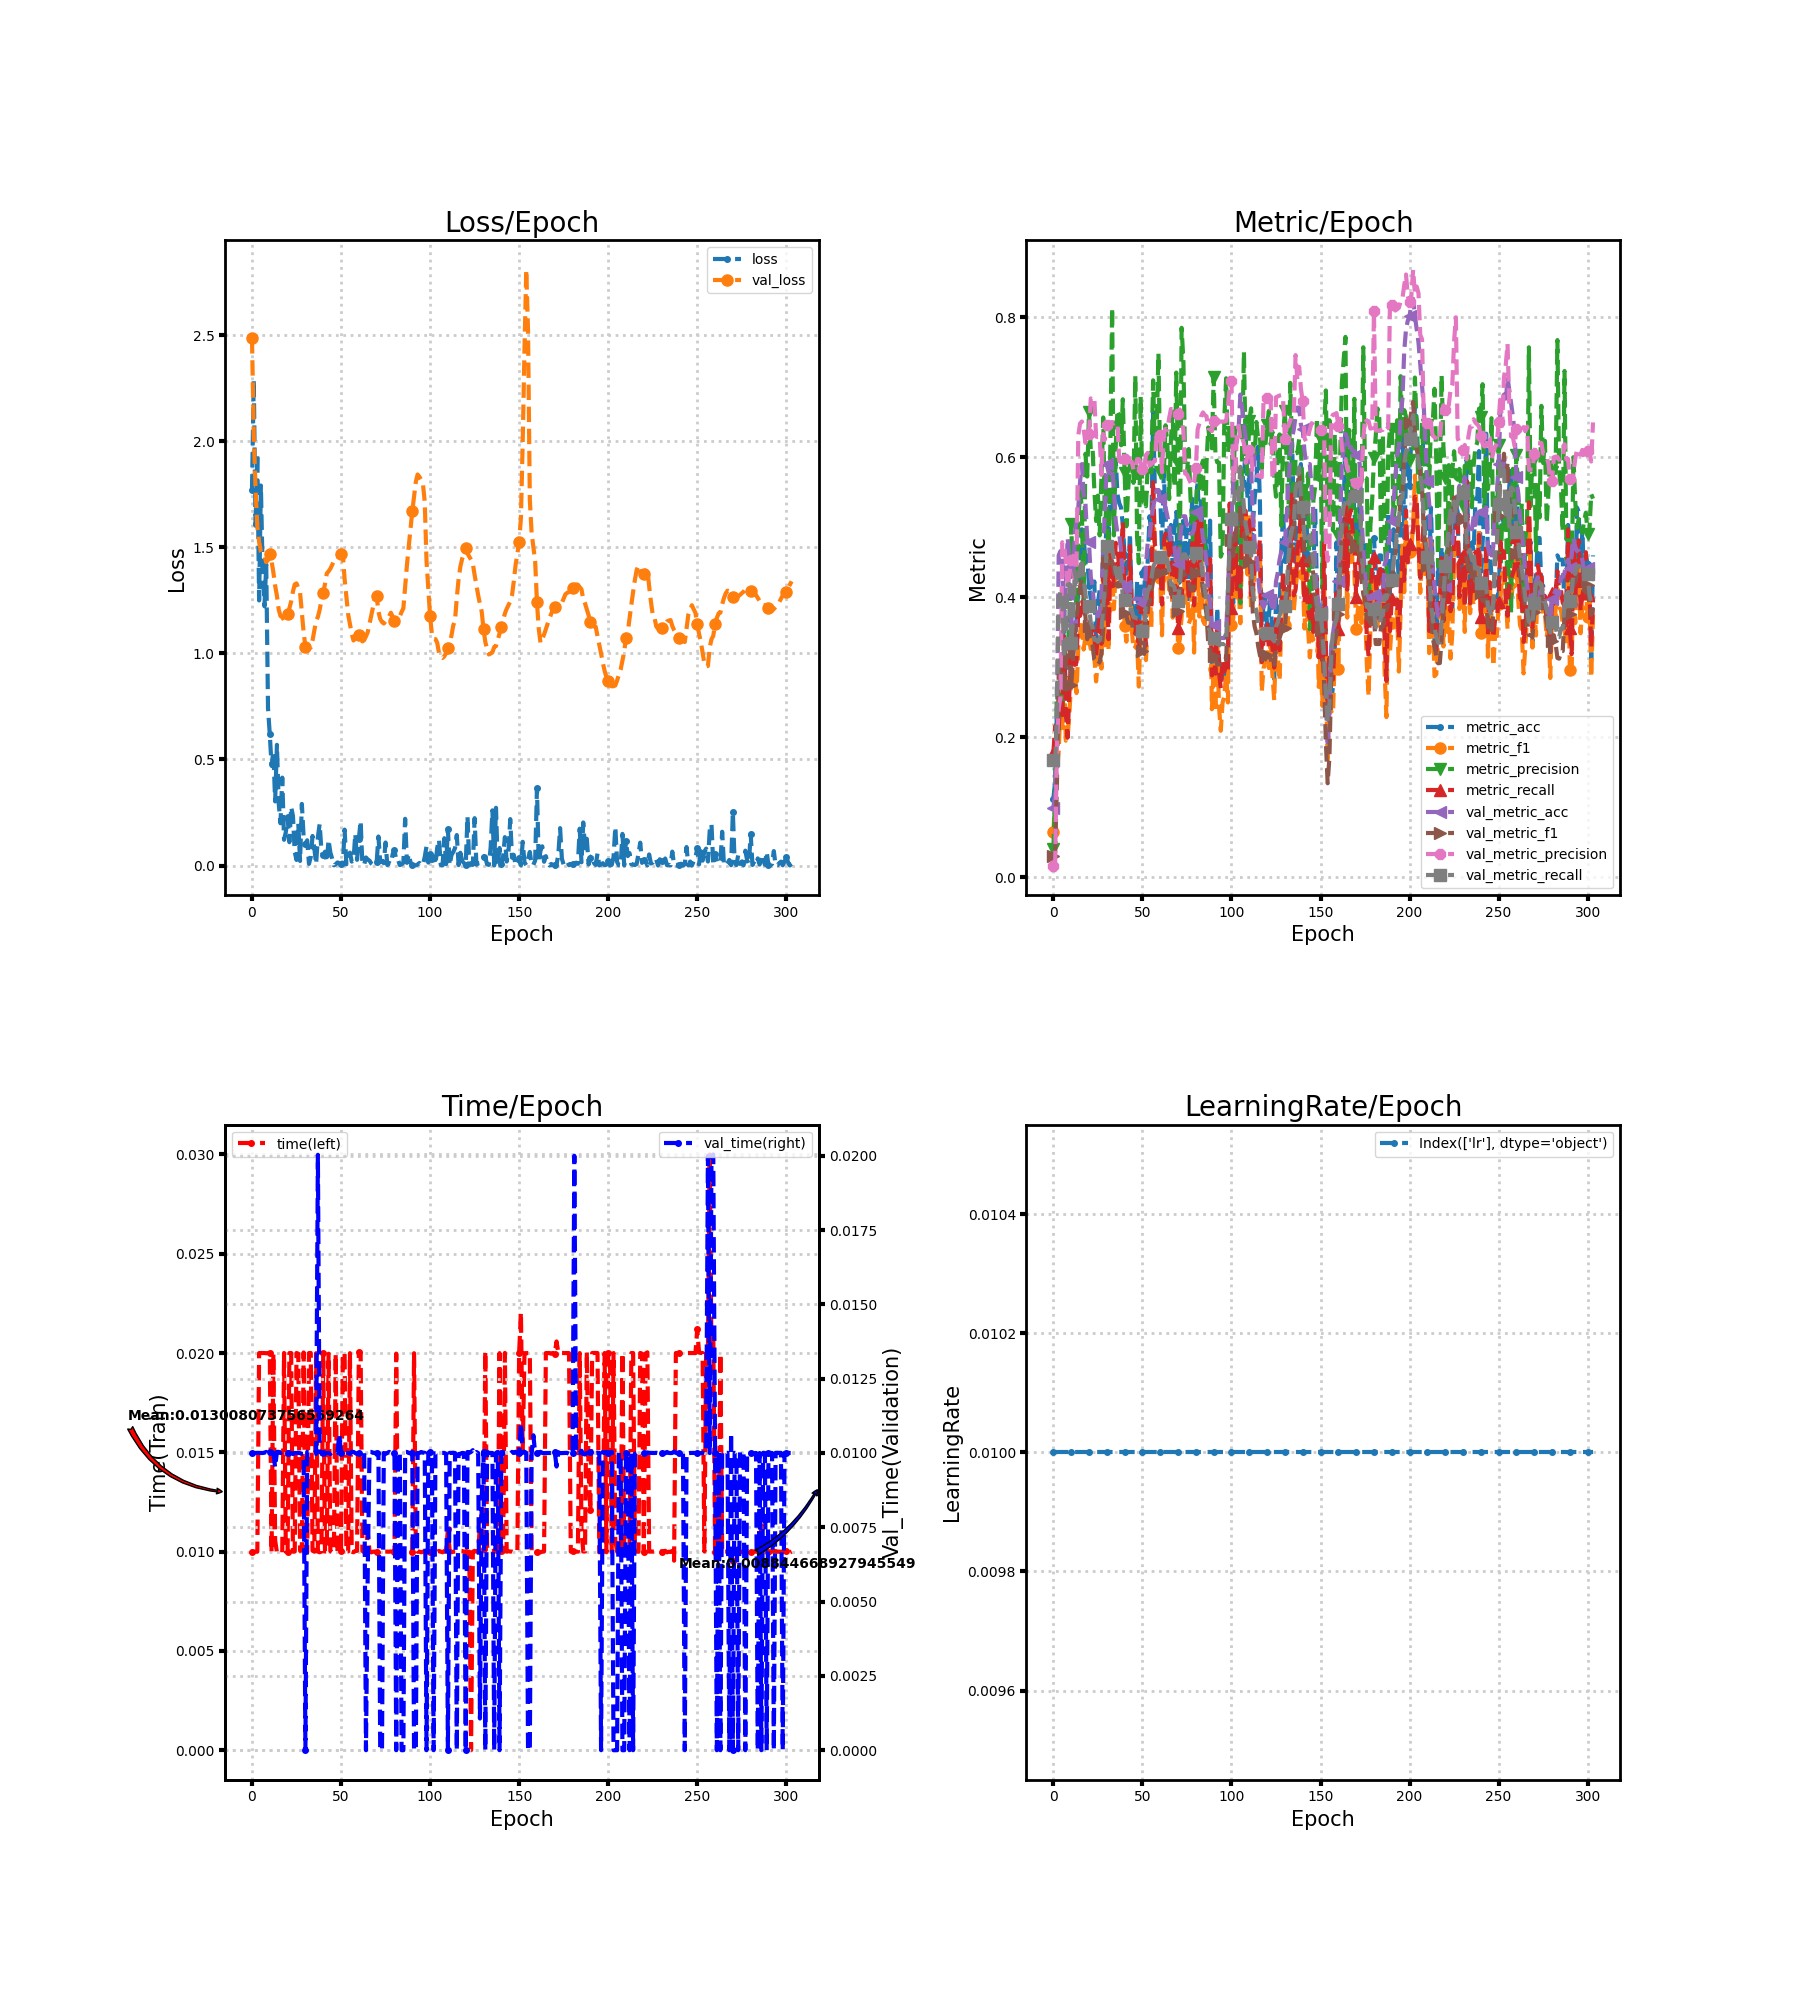 Loss/Epoch
loss
val_loss
2.5
2.0
1.5
1.0
0.5
0.0
Loss
0
50
100
150
200
250
300
Epoch
Metric/Epoch
0.8
0.6
0.4
0.2
0.0
Metric
metric_acc
metric_f1
metric_precision
metric_recall
val_metric_acc
val_metric_f1
val_metric_precision
val_metric_recall
0
50
100
150
200
250
300
Epoch
Time/Epoch
time(left)
val_time(right)
0.030
0.025
0.020
0.015
0.010
0.005
0.000
Time(Train)
0.0200
0.0175
0.0150
0.0125
0.0100
0.0075
0.0050
0.0025
0.0000
Val_Time(Validation)
0
50
100
150
200
250
300
Epoch
LearningRate/Epoch
Index(['lr'], dtype='object')
0.0104
0.0102
0.0100
0.0098
0.0096
LearningRate
0
50
100
150
200
250
300
Epoch